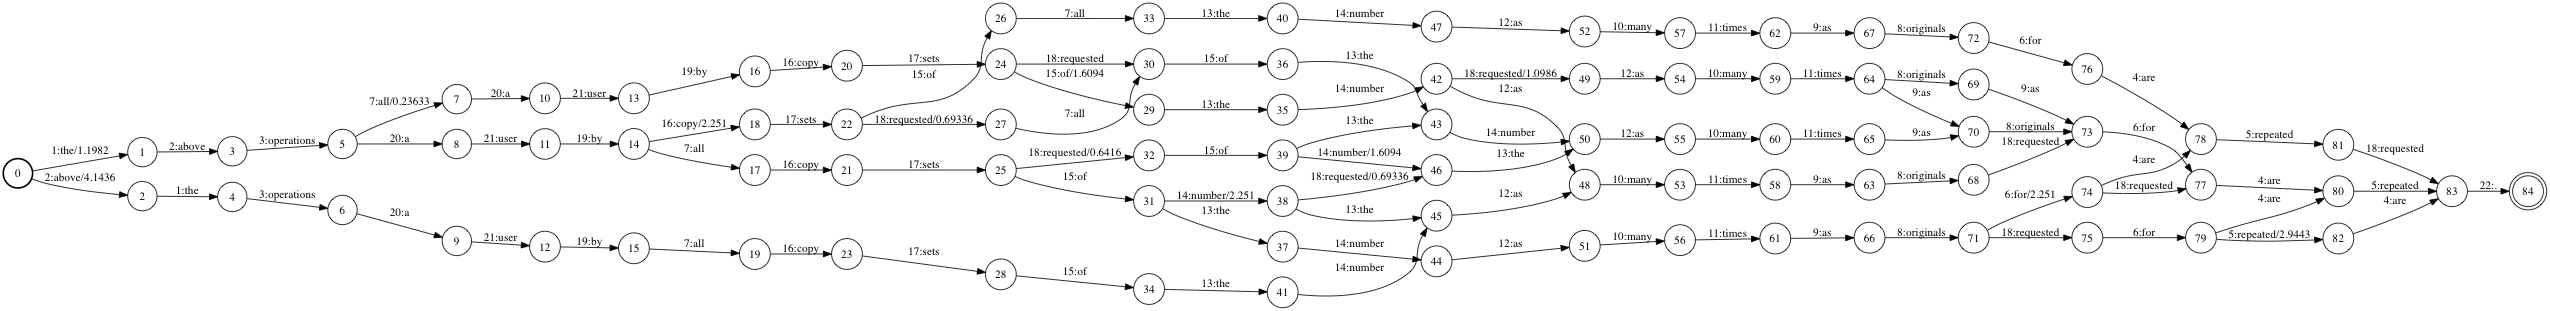 26 7:all 33 13:the 40 14:number 47 12:as 52 10:many 57 11:times 62 9:as 67 8:originals 72 6:for 76 4:are
19:by 16 16:copy 20 17:sets 15:of 24 18:requested 15:of/1.6094 30 15:of 36 13:the 42 18:requested/1.0986 12:as 49 12:as 54 10:many 59 11:times 64 8:originals 9:as 69 9:as
7:all/0.23633 7 20:a 10 21:user 13 7:all 29 13:the 35 14:number
1:the/1.1982 1 2:above 3 3:operations 5 20:a 8 21:user 11 19:by 14 16:copy/2.251 18 17:sets 22 18:requested/0.69336 27 13:the 43 14:number 50 12:as 55 10:many 60 11:times 65 9:as 70 8:originals 18:requested 73 6:for 78 5:repeated 81 18:requested
7:all 17 16:copy 21 17:sets 25 18:requested/0.6416 32 15:of 39 14:number/1.6094 46 13:the 48 10:many 53 11:times 58 9:as 63 8:originals 68 4:are 77 4:are 80 5:repeated 83 22:. 84
0 2:above/4.1436 2 1:the 4 3:operations 6 20:a 15:of 31 14:number/2.251 13:the 38 18:requested/0.69336 13:the 45 12:as 6:for/2.251 74 18:requested 4:are 4:are
9 21:user 12 19:by 15 7:all 19 16:copy 23 17:sets 37 14:number 44 12:as 51 10:many 56 11:times 61 9:as 66 8:originals 71 18:requested 75 6:for 79 5:repeated/2.9443 82
28 15:of 34 13:the 41 14:number